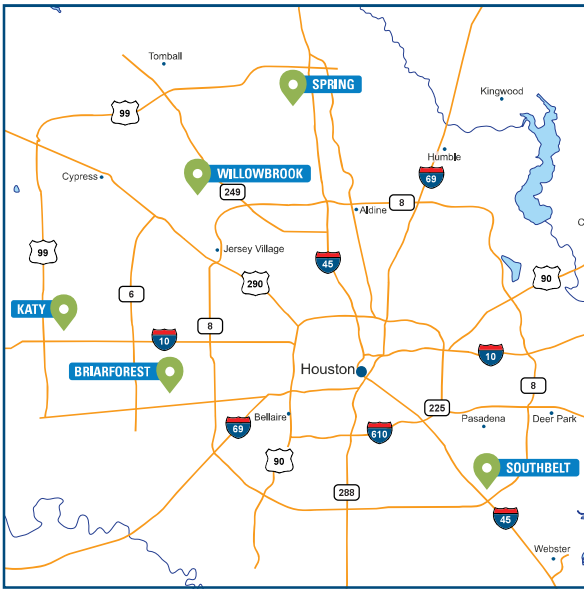 Tomball
SPRING
Kingwood
99
Humble
Cypress
WILLOWBROOK
69
249
Aldine
8
Jersey Village
99
45
290
90
6
KATY
8
10
10
BRIARFOREST
Houston
8
225
Bellaire
Pasadena
Deer Park
69
610
90
SOUTHBELT
288
45
Webster
C